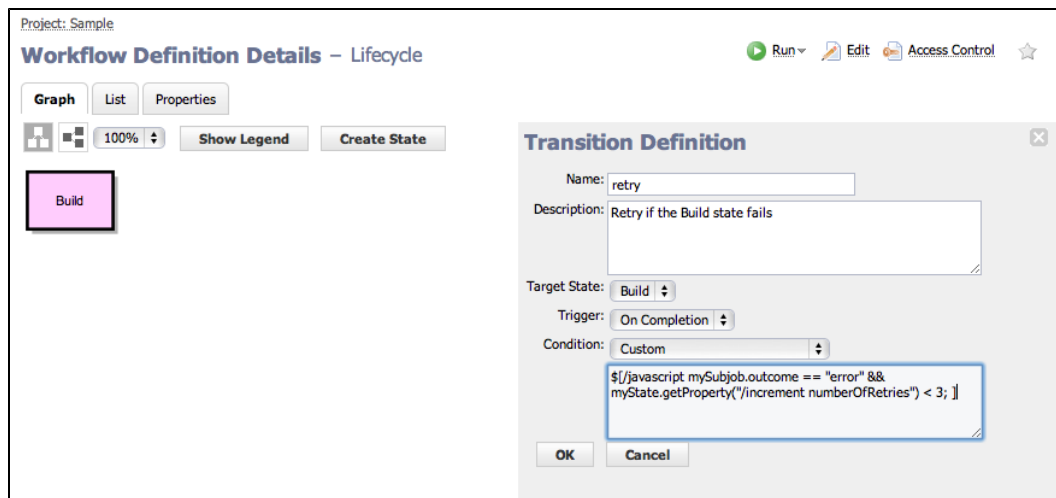 Project: Sample
Workflow Definition Details – Lifecycle
Run Edit Access Control
Graph List Properties
100% Show Legend Create State
Build
Transition Definition
Name: retry
Description: Retry if the Build state fails
Target State: Build
Trigger: On Completion
Condition: Custom
$[/javascript mySubjob.outcome == "error" &&
myState.getProperty("/increment numberOfRetries") < 3; ]
OK Cancel